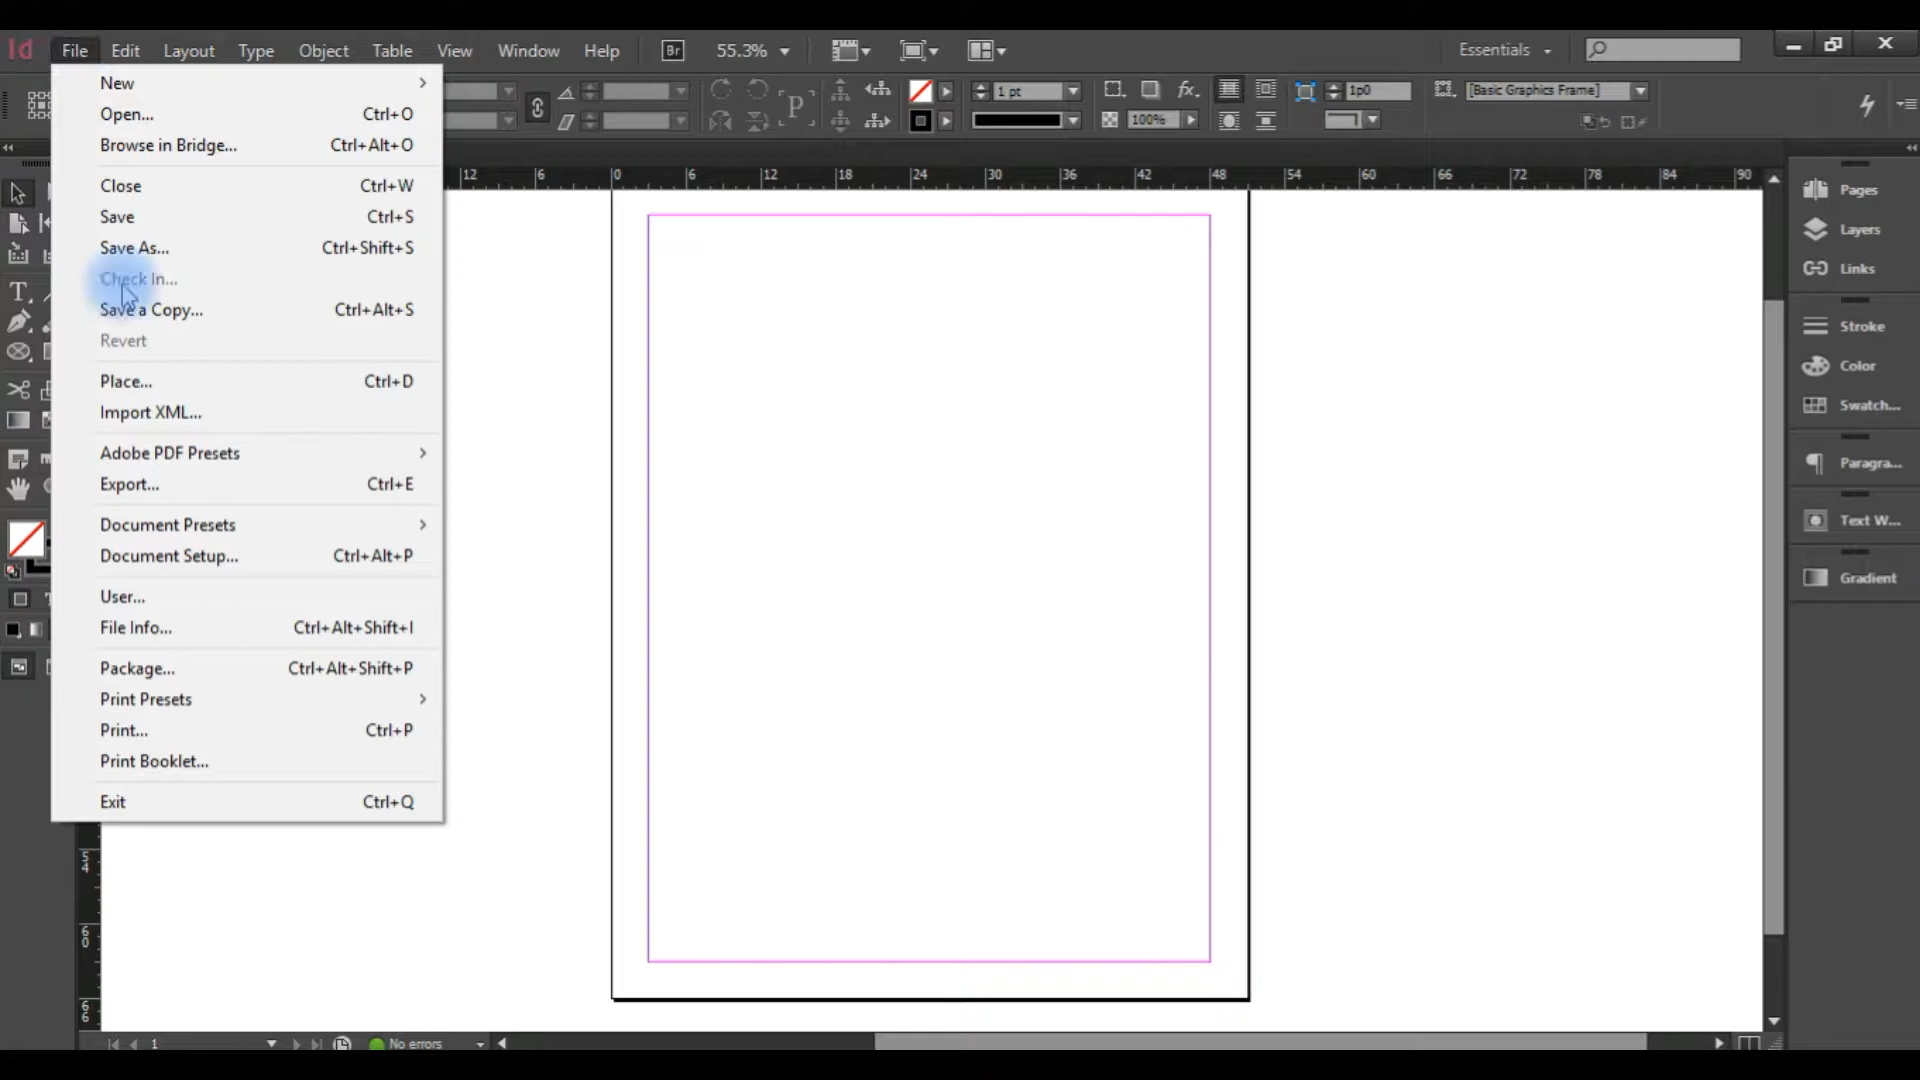 Id File Edit Layout Type Object Table View Window Help Br 55.3% Essentials
New
Open... Ctrl+O
Browse in Bridge... Ctrl+Alt+O
Close Ctrl+W
Save Ctrl+S
Save As... Ctrl+Shift+S
Check In...
Save a Copy... Ctrl+Alt+S
Revert
Place... Ctrl+D
Import XML...
Adobe PDF Presets
Export... Ctrl+E
Document Presets
Document Setup... Ctrl+Alt+P
User...
File Info... Ctrl+Alt+Shift+I
Package... Ctrl+Alt+Shift+P
Print Presets
Print... Ctrl+P
Print Booklet...
Exit Ctrl+Q
P fx. 1 pt 1p0 [Basic Graphics Frame]
100%
12 6 0 6 12 18 24 30 36 42 48 54 60 66 72 78 84 90
T
54
60
66
Pages
Layers
Links
Stroke
Color
Swatch...
Paragra...
Text W...
Gradient
1 No errors